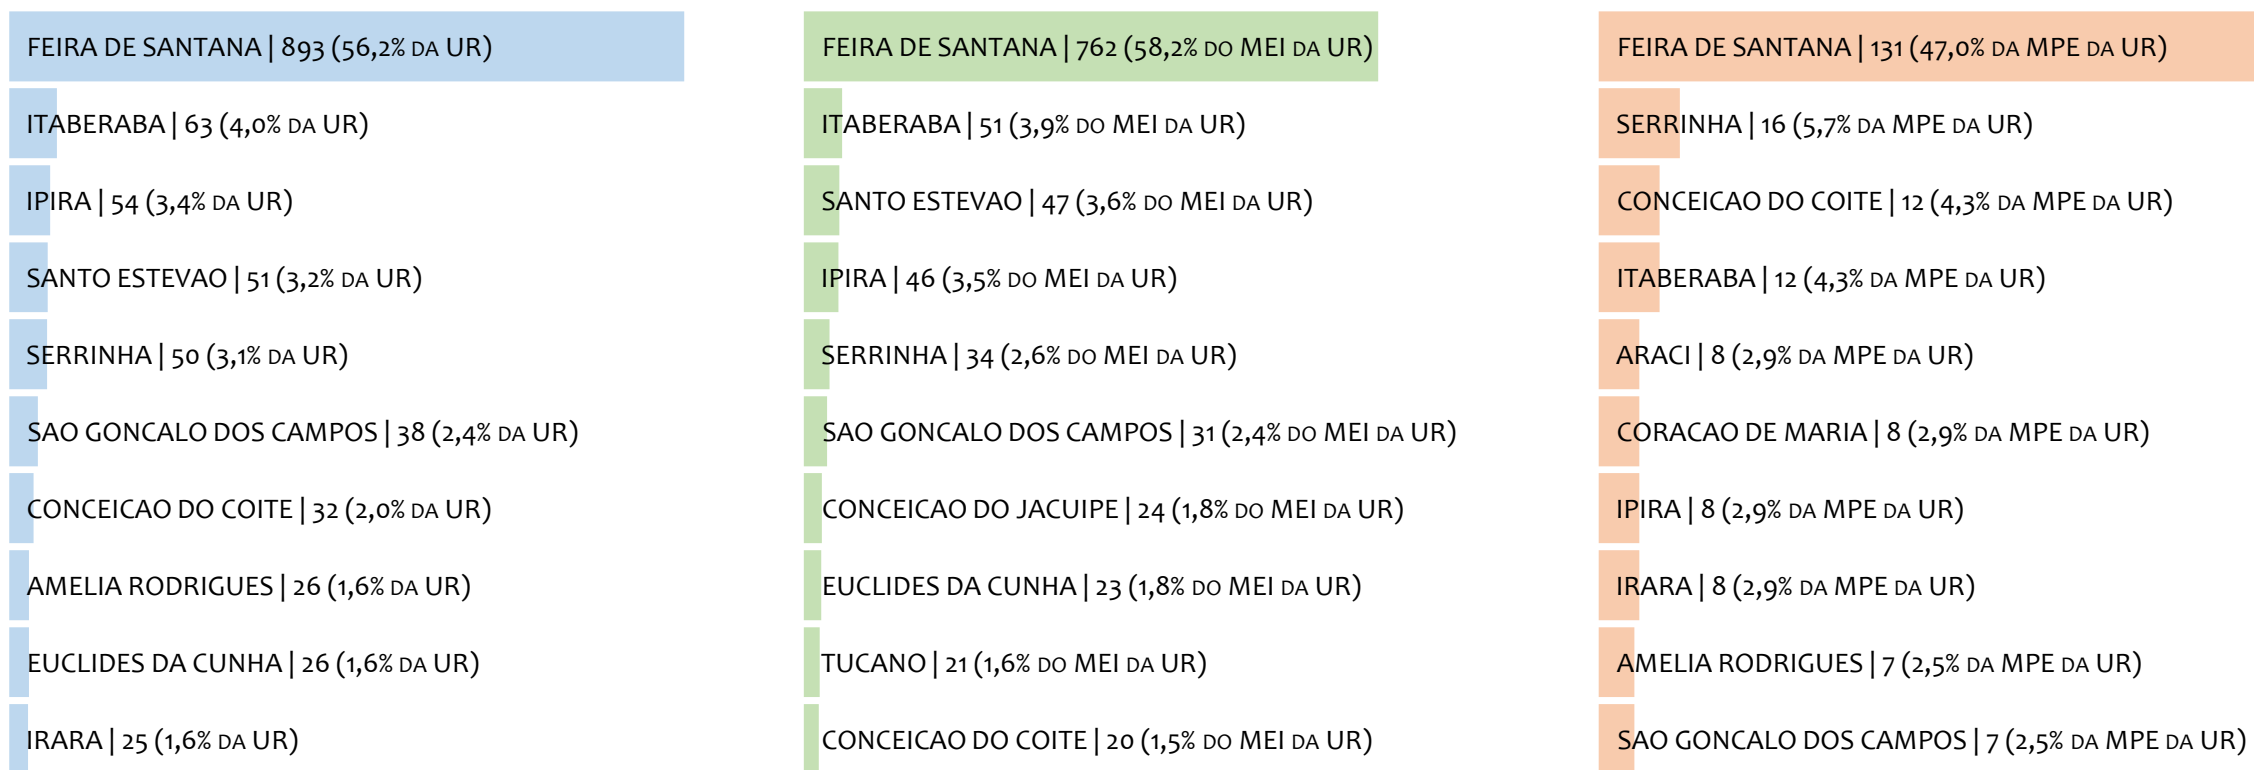 FEIRA DE SANTANA | 893 (56,2% DA UR)
ITABERABA | 63 (4,0% DA UR)
IPIRA | 54 (3,4% DA UR)
SANTO ESTEVAO | 51 (3,2% DA UR)
SERRINHA | 50 (3,1% DA UR)
SAO GONCALO DOS CAMPOS | 38 (2,4% DA UR)
CONCEICAO DO COITE | 32 (2,0% DA UR)
AMELIA RODRIGUES | 26 (1,6% DA UR)
EUCLIDES DA CUNHA | 26 (1,6% DA UR)
IRARA | 25 (1,6% DA UR)
FEIRA DE SANTANA | 762 (58,2% DO MEI DA UR)
ITABERABA | 51 (3,9% DO MEI DA UR)
SANTO ESTEVAO | 47 (3,6% DO MEI DA UR)
IPIRA | 46 (3,5% DO MEI DA UR)
SERRINHA | 34 (2,6% DO MEI DA UR)
SAO GONCALO DOS CAMPOS | 31 (2,4% DO MEI DA UR)
CONCEICAO DO JACUIPE | 24 (1,8% DO MEI DA UR)
EUCLIDES DA CUNHA | 23 (1,8% DO MEI DA UR)
TUCANO | 21 (1,6% DO MEI DA UR)
CONCEICAO DO COITE | 20 (1,5% DO MEI DA UR)
FEIRA DE SANTANA | 131 (47,0% DA MPE DA UR)
SERRINHA | 16 (5,7% DA MPE DA UR)
CONCEICAO DO COITE | 12 (4,3% DA MPE DA UR)
ITABERABA | 12 (4,3% DA MPE DA UR)
ARACI | 8 (2,9% DA MPE DA UR)
CORACAO DE MARIA | 8 (2,9% DA MPE DA UR)
IPIRA | 8 (2,9% DA MPE DA UR)
IRARA | 8 (2,9% DA MPE DA UR)
AMELIA RODRIGUES | 7 (2,5% DA MPE DA UR)
SAO GONCALO DOS CAMPOS | 7 (2,5% DA MPE DA UR)